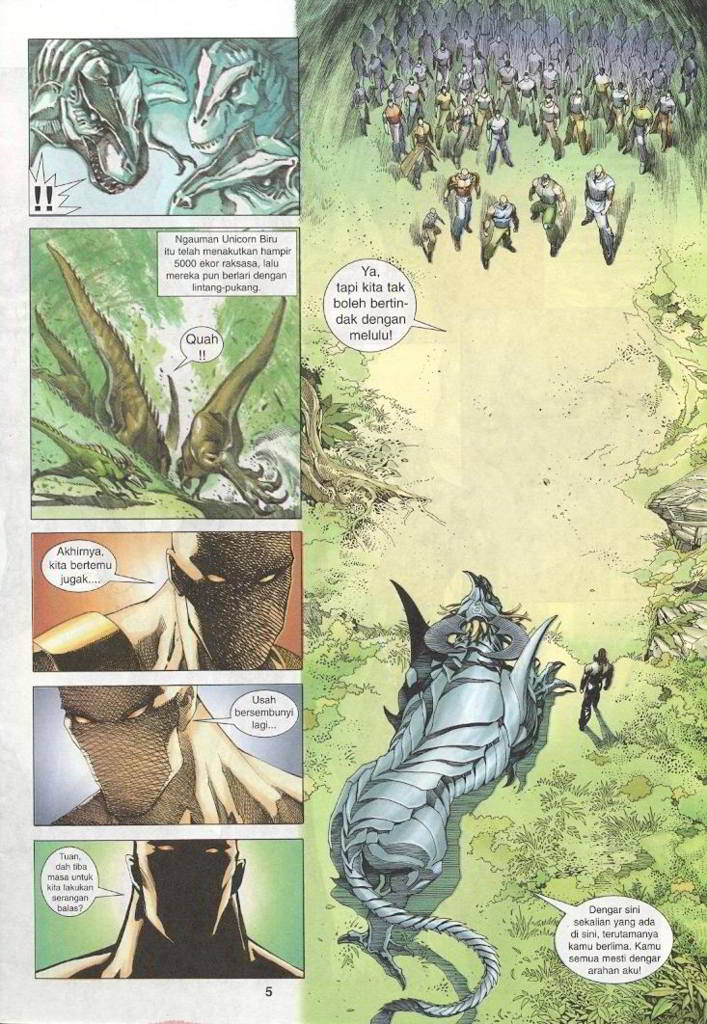 !!
Ngauman Unicorn Biru
itu telah menakutkan hampir
5000 ekor raksasa, lalu
mereka pun berlari dengan
lintang-pukang.
Quah
!!
Akhirnya,
kita bertemu
jugak....
Usah
bersembunyi
lagi...
Tuan,
dah tiba
masa untuk
kita lakukan
serangan
balas?
Ya,
tapi kita tak
boleh bertin-
dak dengan
melulu!
Dengar sini
sekalian yang ada
di sini, terutamanya
kamu berlima. Kamu
semua mesti dengar
arahan aku!
5